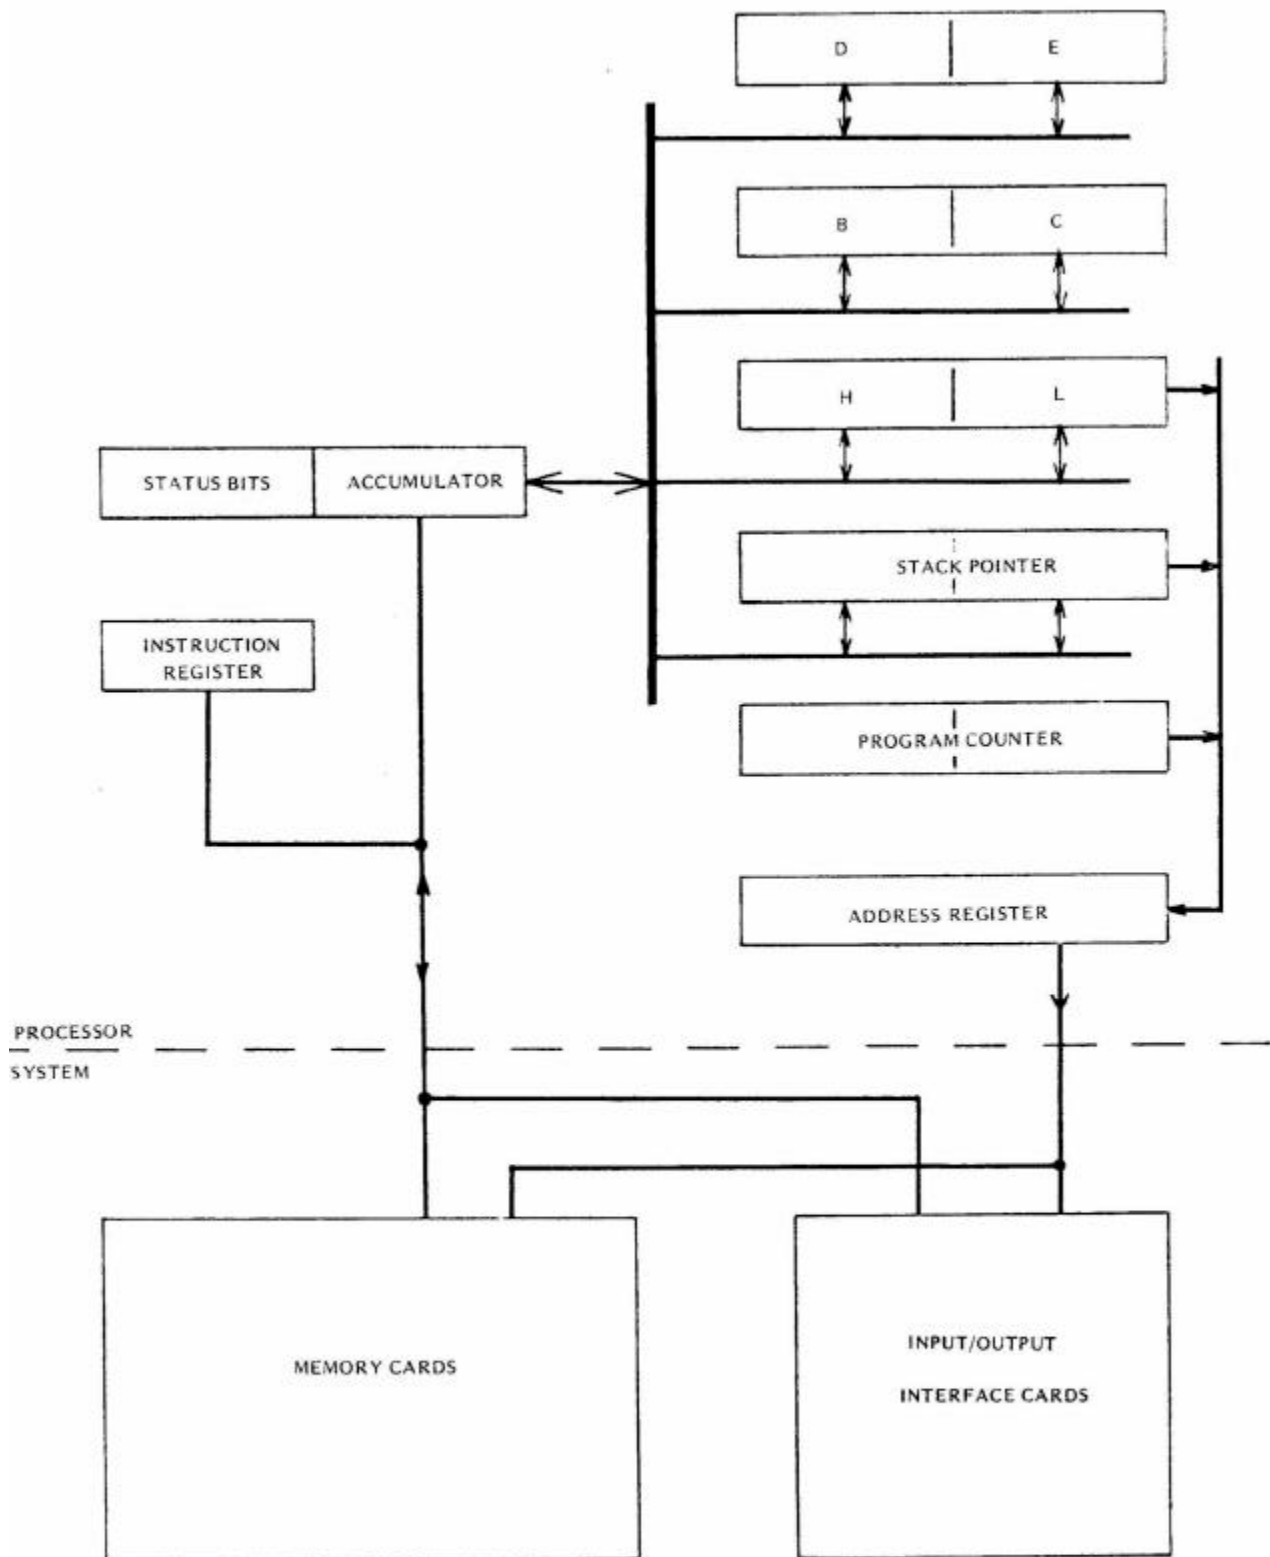 D E
B C
H L
STATUS BITS ACCUMULATOR
STACK POINTER
INSTRUCTION
REGISTER
PROGRAM COUNTER
ADDRESS REGISTER
PROCESSOR
SYSTEM
MEMORY CARDS
INPUT/OUTPUT
INTERFACE CARDS